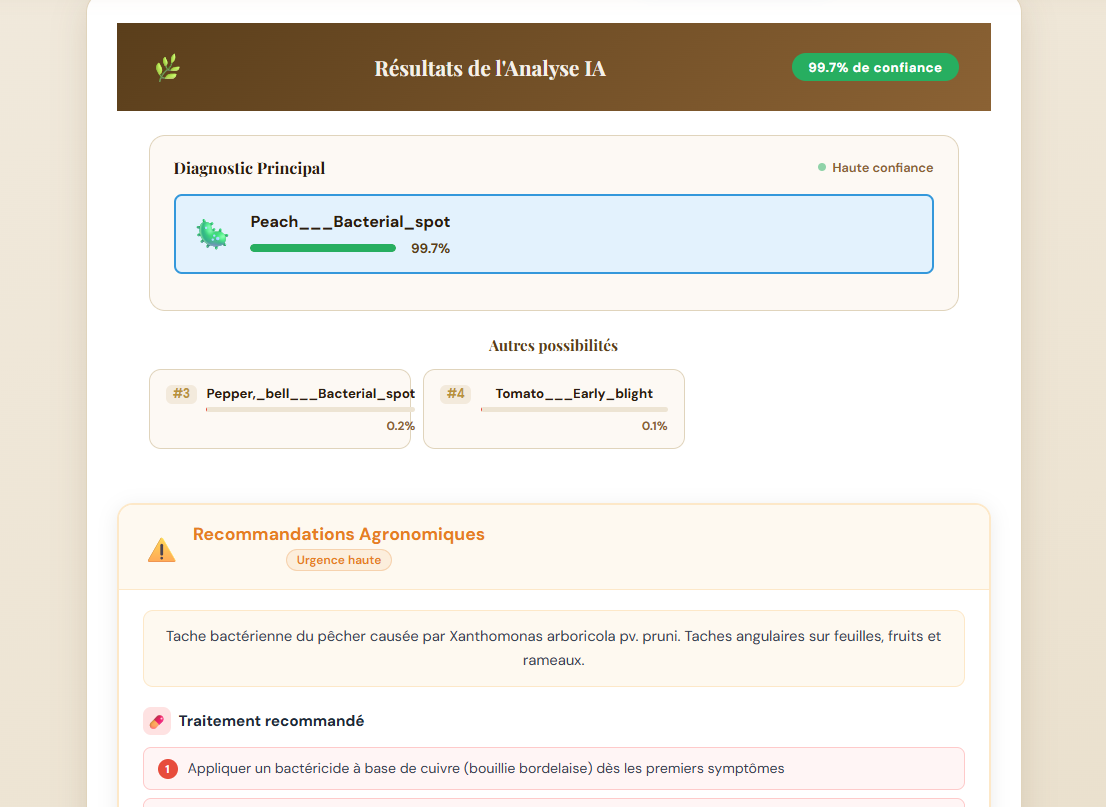 Résultats de l'Analyse IA
99.7% de confiance
Diagnostic Principal
Haute confiance
Peach___Bacterial_spot
99.7%
Autres possibilités
#3 Pepper,_bell___Bacterial_spot
0.2%
#4 Tomato___Early_blight
0.1%
Recommandations Agronomiques
Urgence haute
Tache bactérienne du pêcher causée par Xanthomonas arboricola pv. pruni. Taches angulaires sur feuilles, fruits et
rameaux.
Traitement recommandé
1 Appliquer un bactéricide à base de cuivre (bouillie bordelaise) dès les premiers symptômes